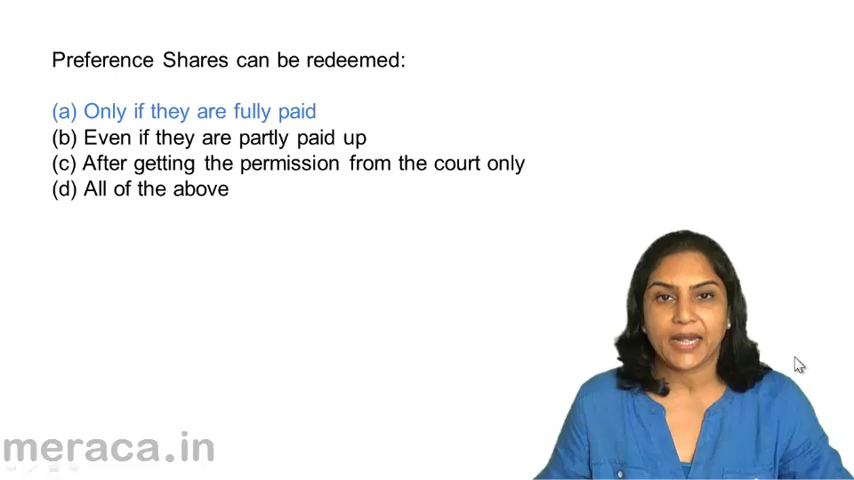 Preference Shares can be redeemed:
(a) Only if they are fully paid
(b) Even if they are partly paid up
(c) After getting the permission from the court only
(d) All of the above
meraca.in